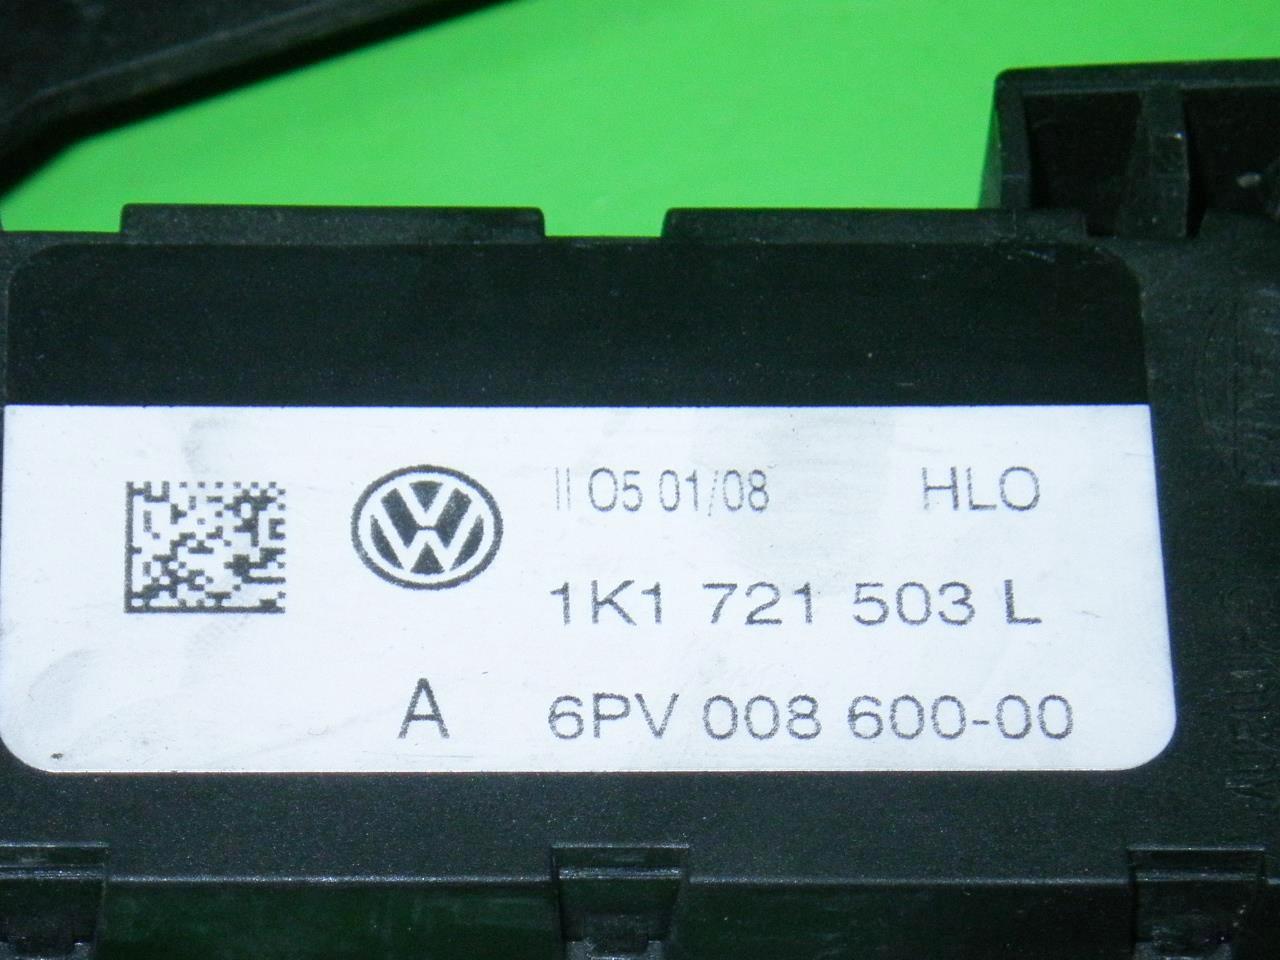 II 05 01/08 HLO
1K1 721 503 L
A 6PV 008 600-00